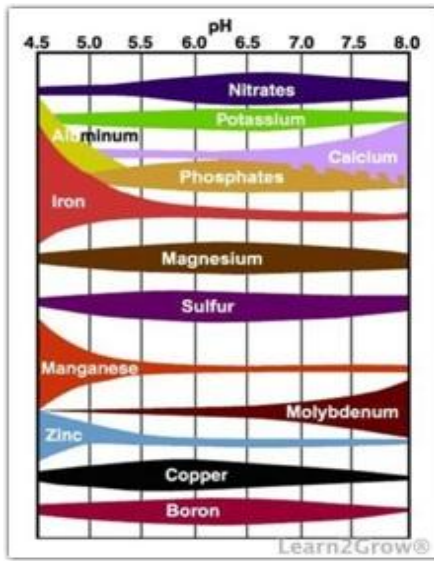 pH
4.5 5.0 5.5 6.0 6.5 7.0 7.5 8.0
Nitrates
Potassium
Aluminum
Calcium
Phosphates
Iron
Magnesium
Sulfur
Manganese
Molybdenum
Zinc
Copper
Boron
Learn2Grow®